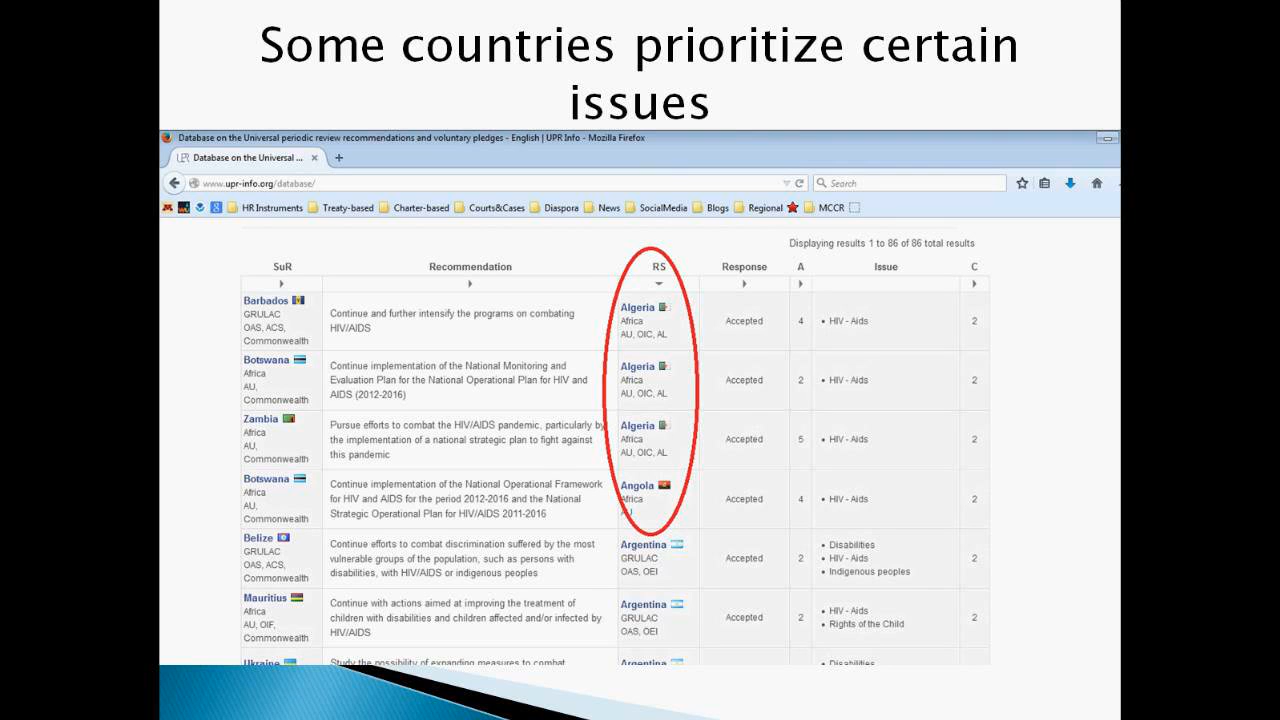 Some countries prioritize certain
issues
Database on the Universal periodic review recommendations and voluntary pledges - English | UPR Info - Mozilla Firefox
UPR Database on the Universal ... × +
www.upr-info.org/database/ Search
HR Instruments Treaty-based Charter-based Courts&Cases Diaspora News SocialMedia Blogs Regional MCCR
Displaying results 1 to 86 of 86 total results
SuR Recommendation RS Response A Issue C
Barbados
GRULAC
OAS, ACS,
Commonwealth
Continue and further intensify the programs on combating
HIV/AIDS
Algeria
Africa
AU, OIC, AL
Accepted
4
• HIV - Aids
2
Botswana
Africa
AU,
Commonwealth
Continue implementation of the National Monitoring and
Evaluation Plan for the National Operational Plan for HIV and
AIDS (2012-2016)
Algeria
Africa
AU, OIC, AL
Accepted
2
• HIV - Aids
2
Zambia
Africa
AU,
Commonwealth
Pursue efforts to combat the HIV/AIDS pandemic, particularly by
the implementation of a national strategic plan to fight against
this pandemic
Algeria
Africa
AU, OIC, AL
Accepted
5
• HIV - Aids
2
Botswana
Africa
AU,
Commonwealth
Continue implementation of the National Operational Framework
for HIV and AIDS for the period 2012-2016 and the National
Strategic Operational Plan for HIV/AIDS 2011-2016
Angola
Africa
AU
Accepted
4
• HIV - Aids
2
Belize
GRULAC
OAS, ACS,
Commonwealth
Continue efforts to combat discrimination suffered by the most
vulnerable groups of the population, such as persons with
disabilities, with HIV/AIDS or indigenous peoples
Argentina
GRULAC
OAS, OEI
Accepted
2
• Disabilities
• HIV - Aids
• Indigenous peoples
2
Mauritius
Africa
AU, OIF,
Commonwealth
Continue with actions aimed at improving the treatment of
children with disabilities and children affected and/or infected by
HIV/AIDS
Argentina
GRULAC
OAS, OEI
Accepted
2
• HIV - Aids
• Rights of the Child
2
Ukraine
Study the possibility of expanding measures to combat
Argentina
• Disabilities